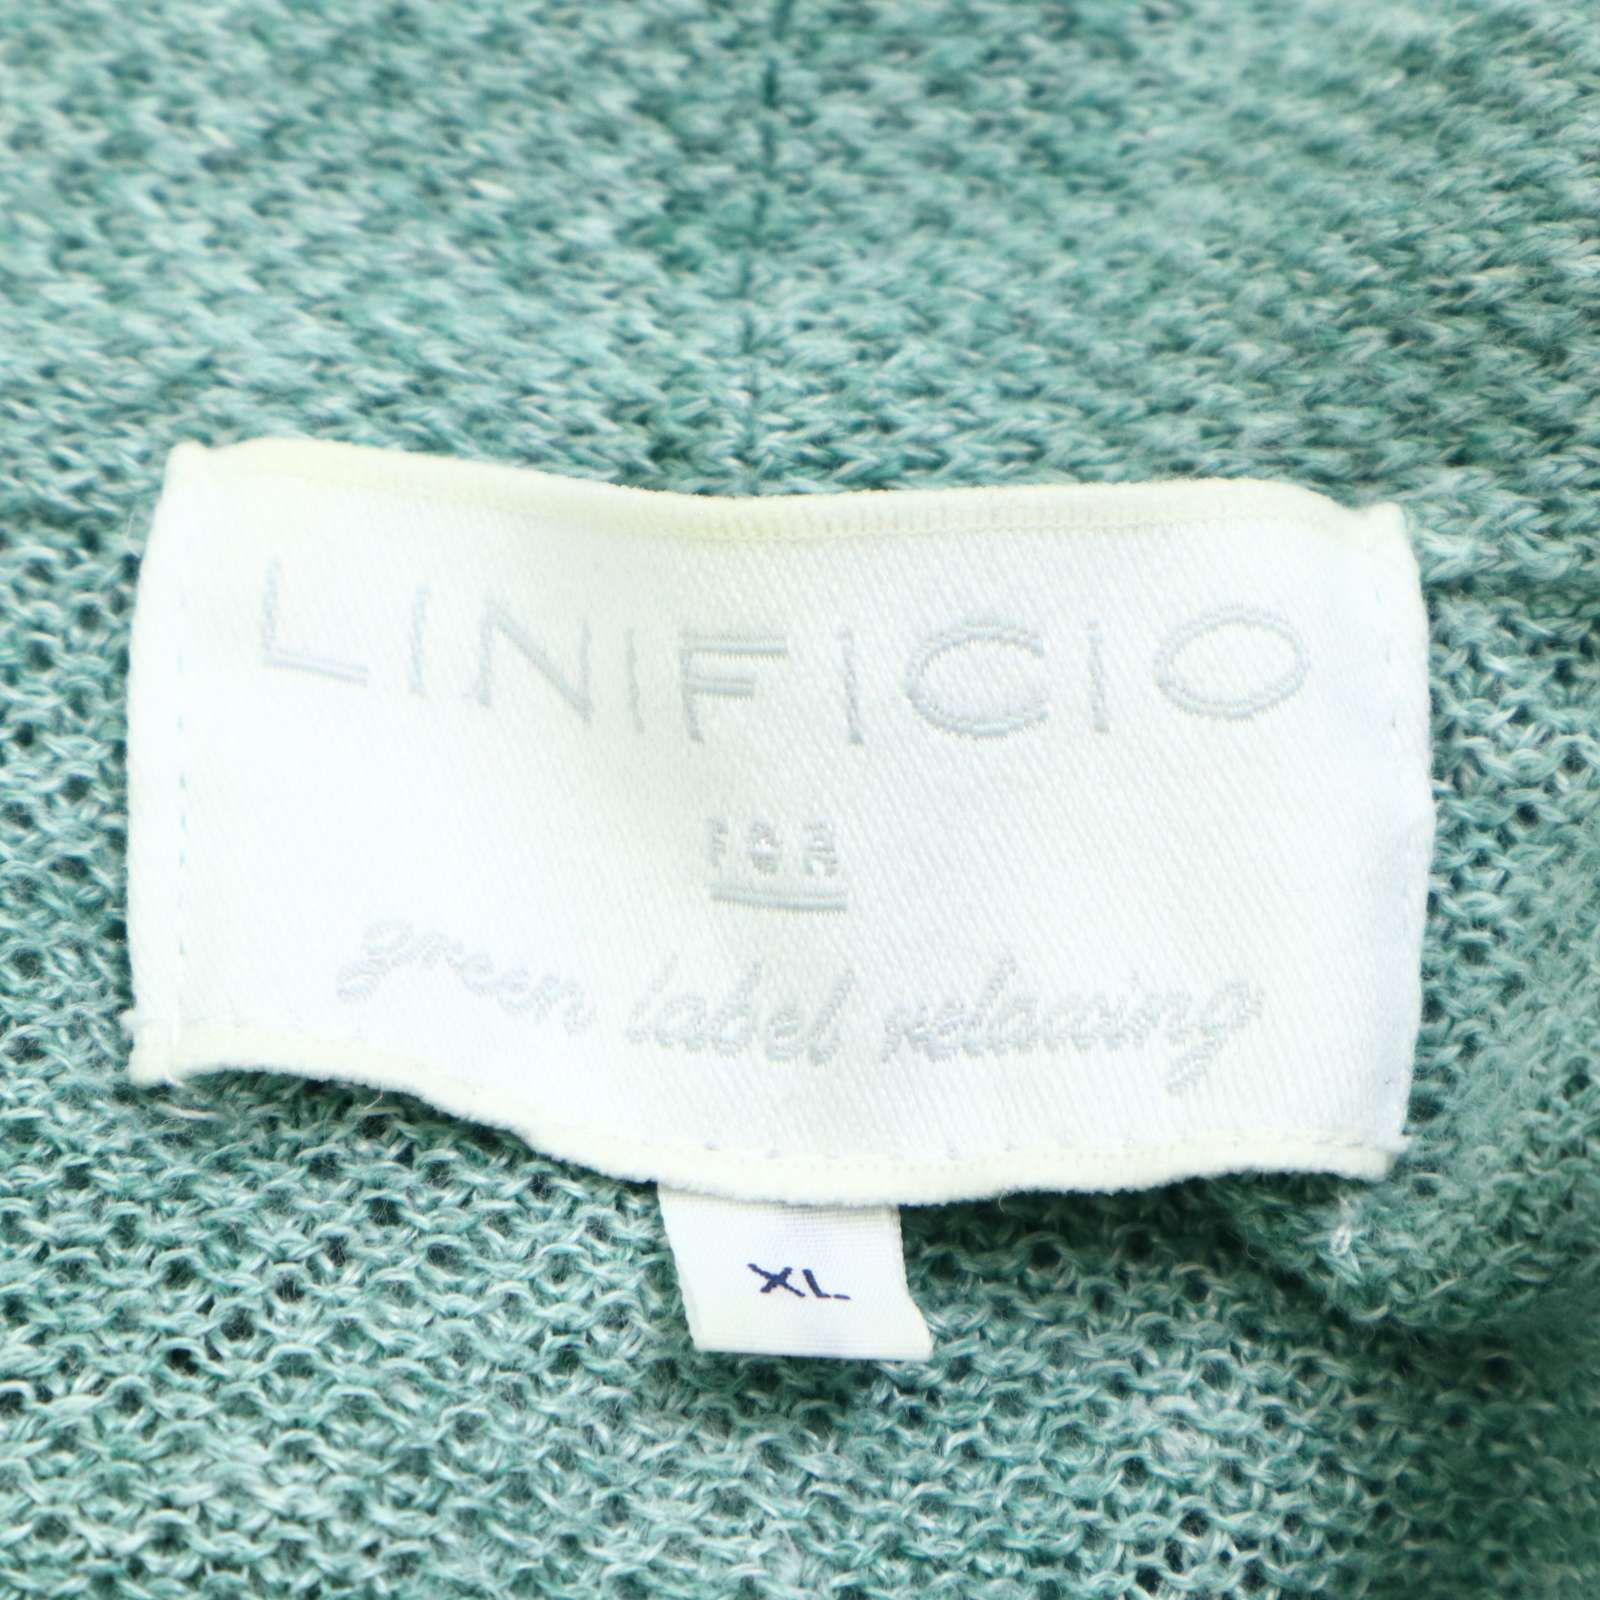 LINIFICIO
FOR
green label relaxing
XL